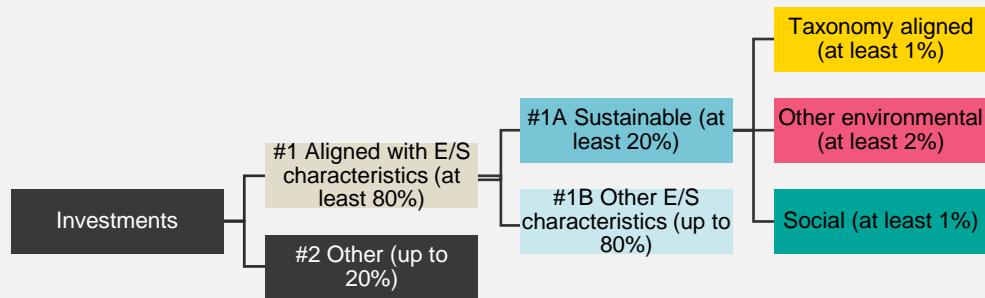 Investments
#1 Aligned with E/S
characteristics (at
least 80%)
#2 Other (up to
20%)
#1A Sustainable (at
least 20%)
#1B Other E/S
characteristics (up to
80%)
Taxonomy aligned
(at least 1%)
Other environmental
(at least 2%)
Social (at least 1%)